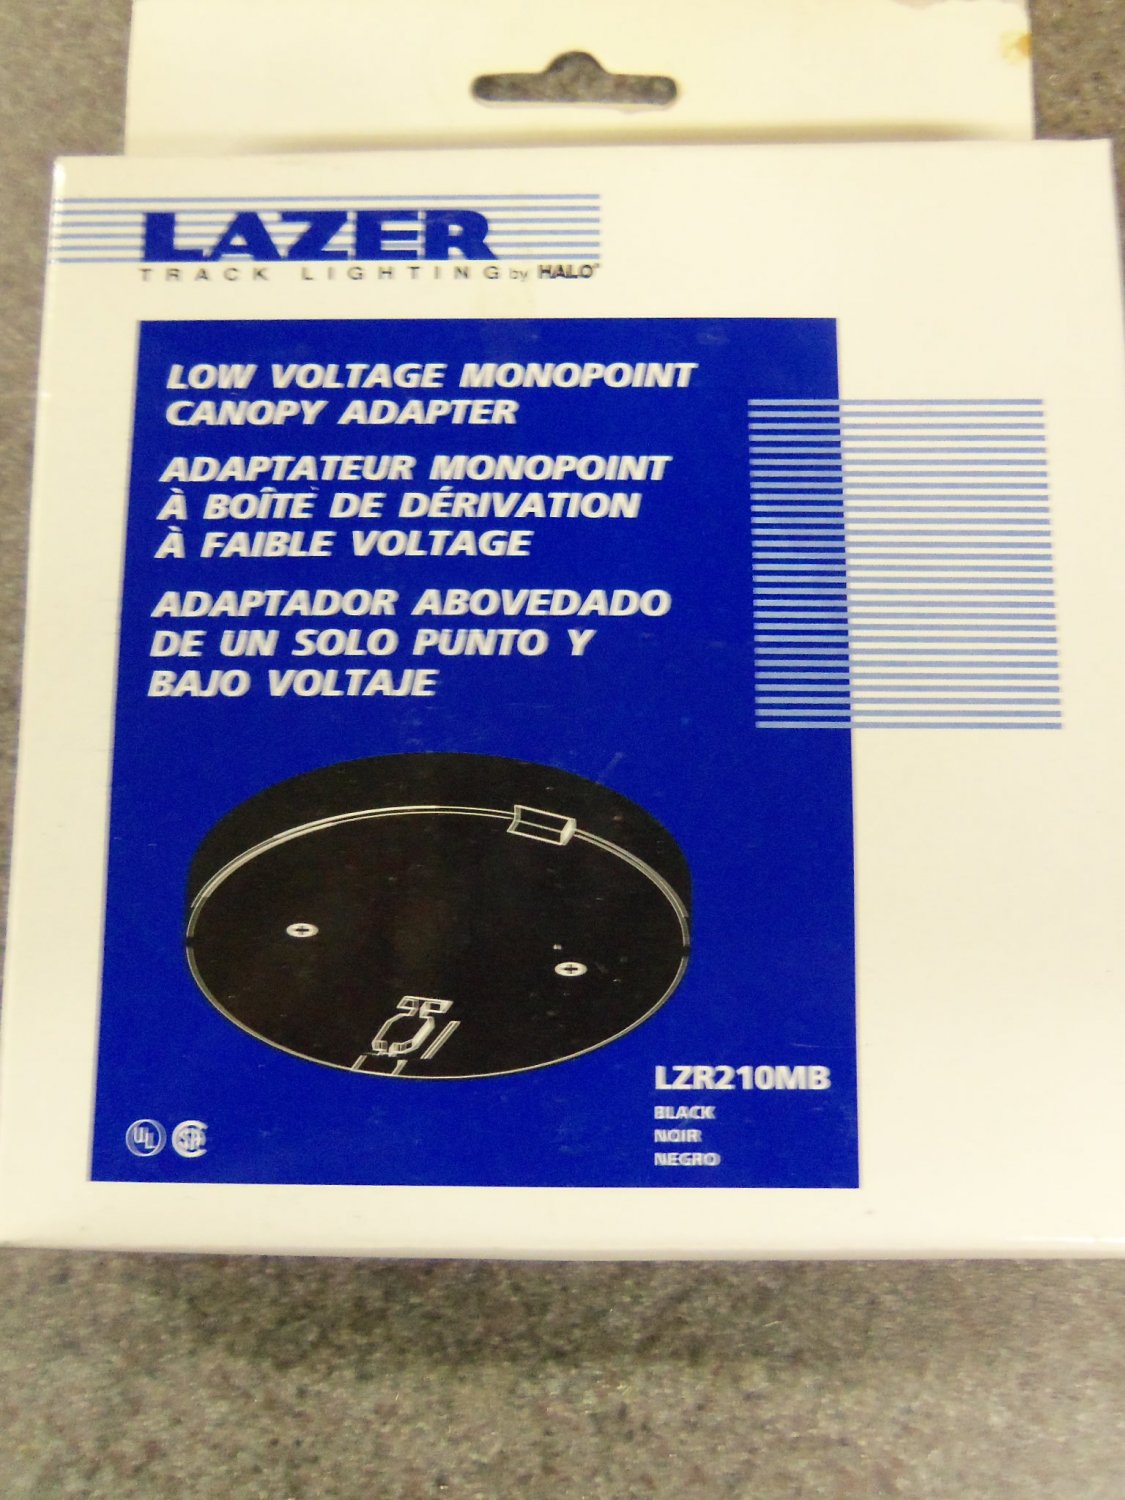 LAZER
TRACK LIGHTING by HALO®
LOW VOLTAGE MONOPOINT
CANOPY ADAPTER
ADAPTATEUR MONOPOINT
À BOÎTE DE DÉRIVATION
À FAIBLE VOLTAGE
ADAPTADOR ABOVEDADO
DE UN SOLO PUNTO Y
BAJO VOLTAJE
LZR210MB
BLACK
NOIR
NEGRO
UL